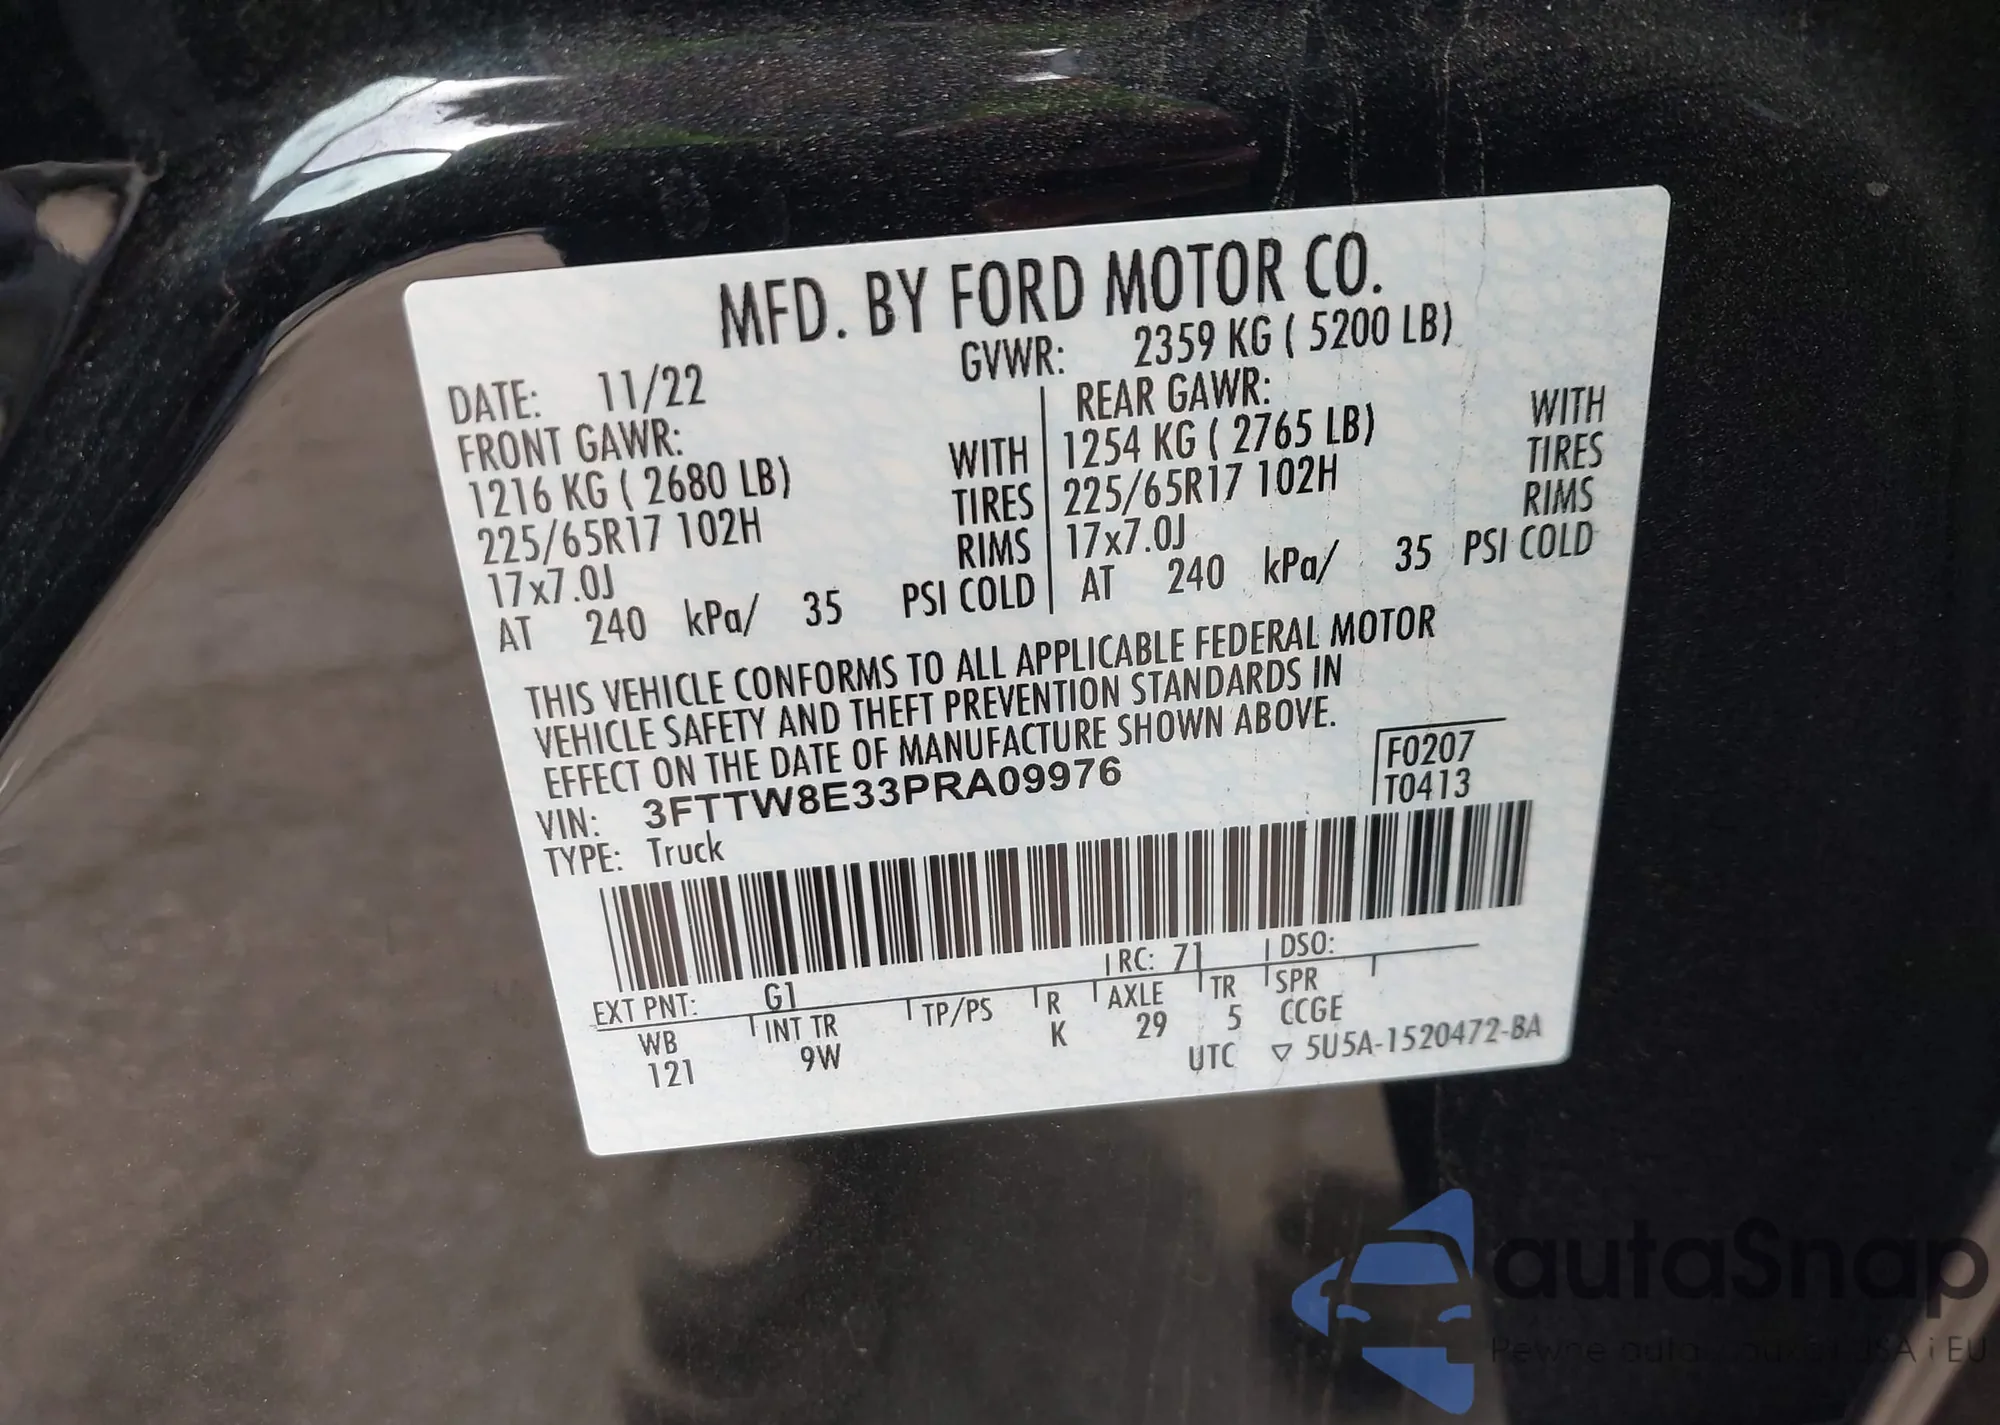 MFD. BY FORD MOTOR CO.
DATE: 11/22 GVWR: 2359 KG ( 5200 LB)
FRONT GAWR: REAR GAWR:
1216 KG ( 2680 LB) WITH 1254 KG ( 2765 LB) WITH
225/65R17 102H TIRES 225/65R17 102H TIRES
17x7.0J RIMS 17x7.0J RIMS
AT 240 kPa/ 35 PSI COLD AT 240 kPa/ 35 PSI COLD
THIS VEHICLE CONFORMS TO ALL APPLICABLE FEDERAL MOTOR
VEHICLE SAFETY AND THEFT PREVENTION STANDARDS IN
EFFECT ON THE DATE OF MANUFACTURE SHOWN ABOVE.
VIN: 3FTTW8E33PRA09976 F0207
TYPE: Truck T0413
EXT PNT: G1 RC: 71 DSO:
WB INT TR TP/PS R AXLE TR SPR
121 9W K 29 5 CCGE
UTC ▽ 5U5A-1520472-BA
autoSnap
Pewne auta z aukcji USA i EU